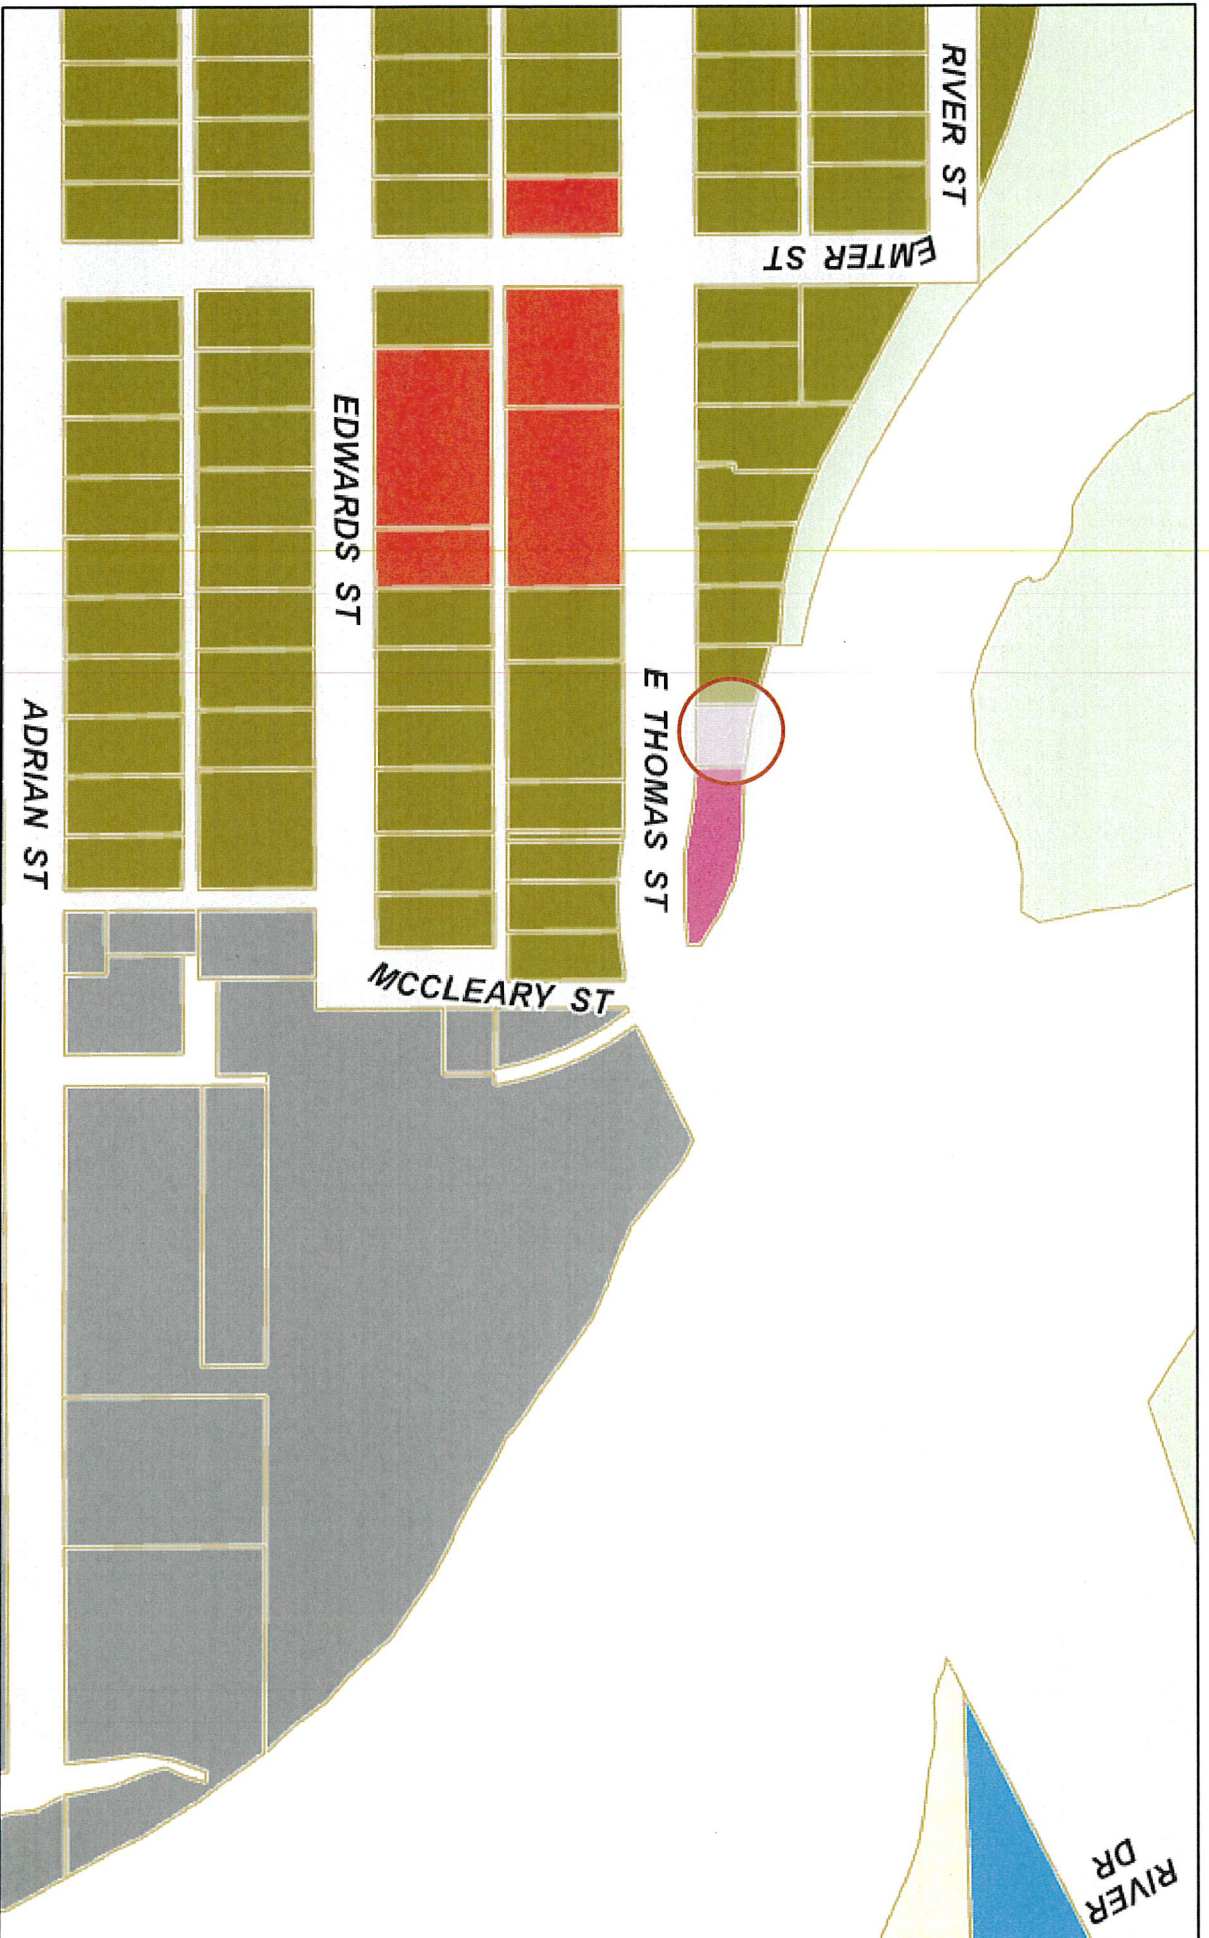 RIVER ST
EMTER ST
EDWARDS ST
E THOMAS ST
ADRIAN ST
MCCLEARY ST
RIVER
DR